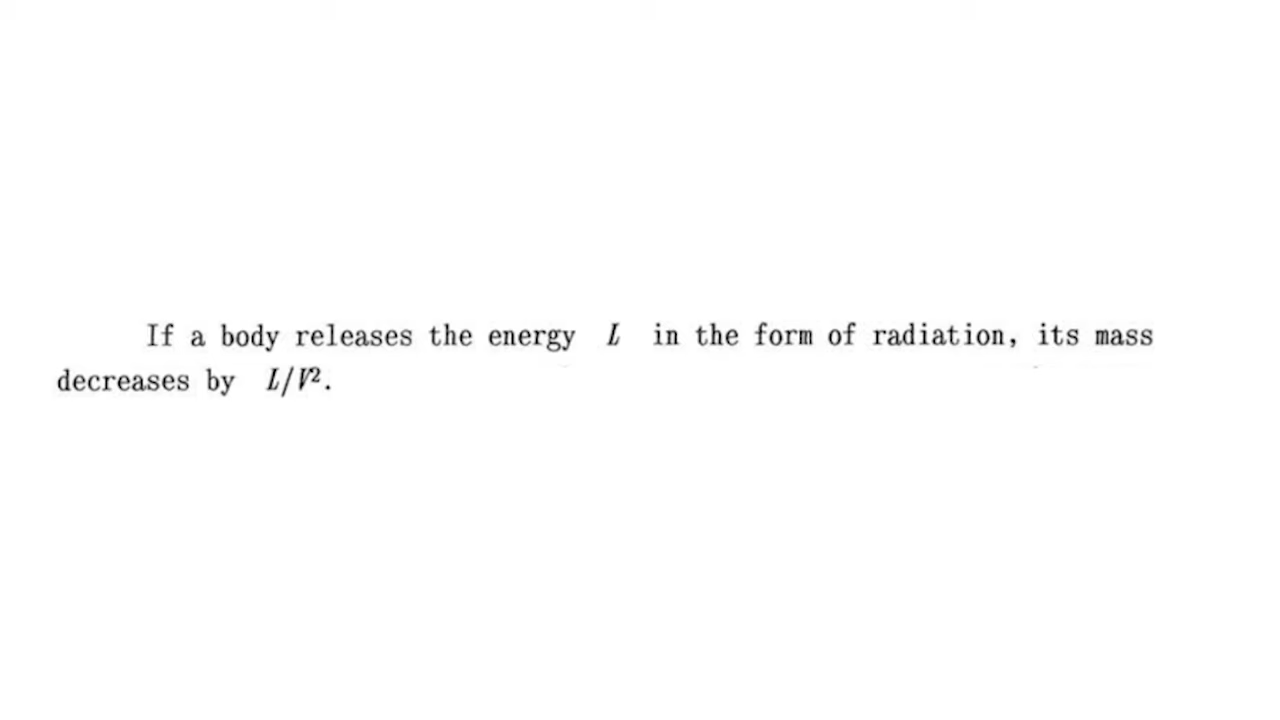 If a body releases the energy L in the form of radiation, its mass
decreases by L/V².